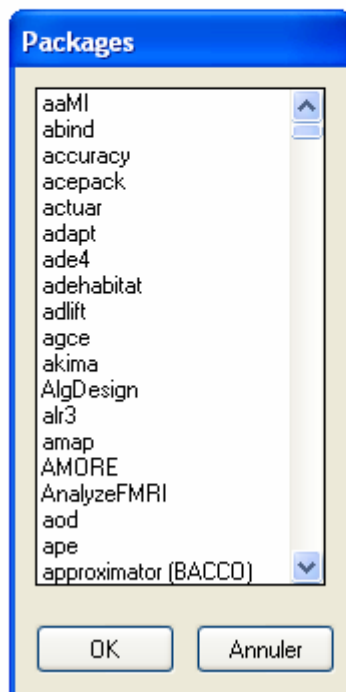 Packages
aaMI
abind
accuracy
acepack
actuar
adapt
ade4
adehabitat
adlift
agce
akima
AlgDesign
alr3
amap
AMORE
AnalyzeFMRI
aod
ape
approximator (BACCO)
OK Annuler